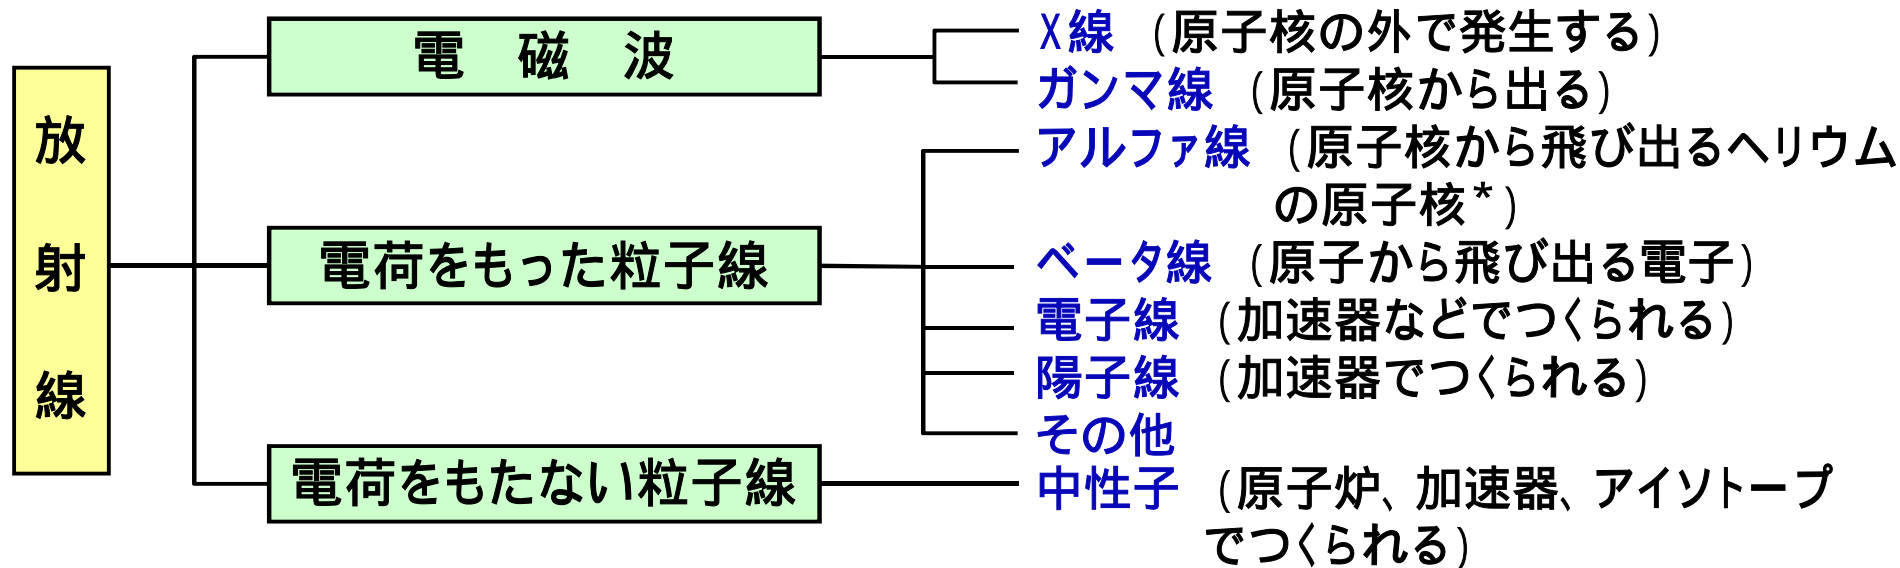 放射線
電磁波
X線 (原子核の外で発生する)
ガンマ線 (原子核から出る)
電荷をもった粒子線
アルファ線 (原子核から飛び出るヘリウム
の原子核*)
ベータ線 (原子から飛び出る電子)
電子線 (加速器などでつくられる)
陽子線 (加速器でつくられる)
その他
電荷をもたない粒子線
中性子 (原子炉、加速器、アイソトープ
でつくられる)